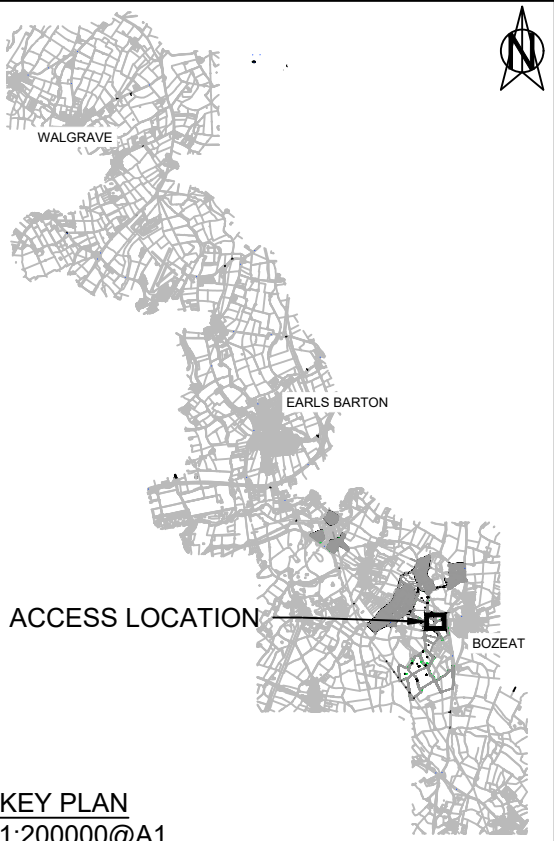 N
WALGRAVE
EARLS BARTON
ACCESS LOCATION
BOZEAT
KEY PLAN
1:200000@A1